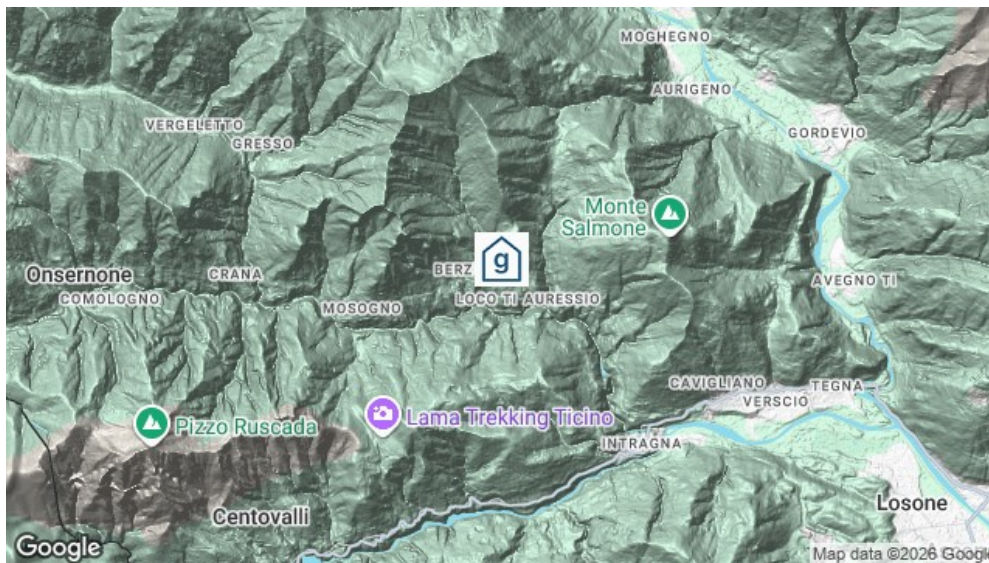 MOGHEGNO
AURIGENO
VERGELETTO
GORDEVIO
GRESSO
Monte
Salmone
g
BERZ
Onsernone
CRANA
AVEGNO TI
COMOLOGNO
LOCO TI AURESSIO
MOSOGNO
CAVIGLIANO
TEGNA
VERSCIO
Lama Trekking Ticino
Pizzo Ruscada
INTRAGNA
Losone
Centovalli
Google
Map data ©2026 Google